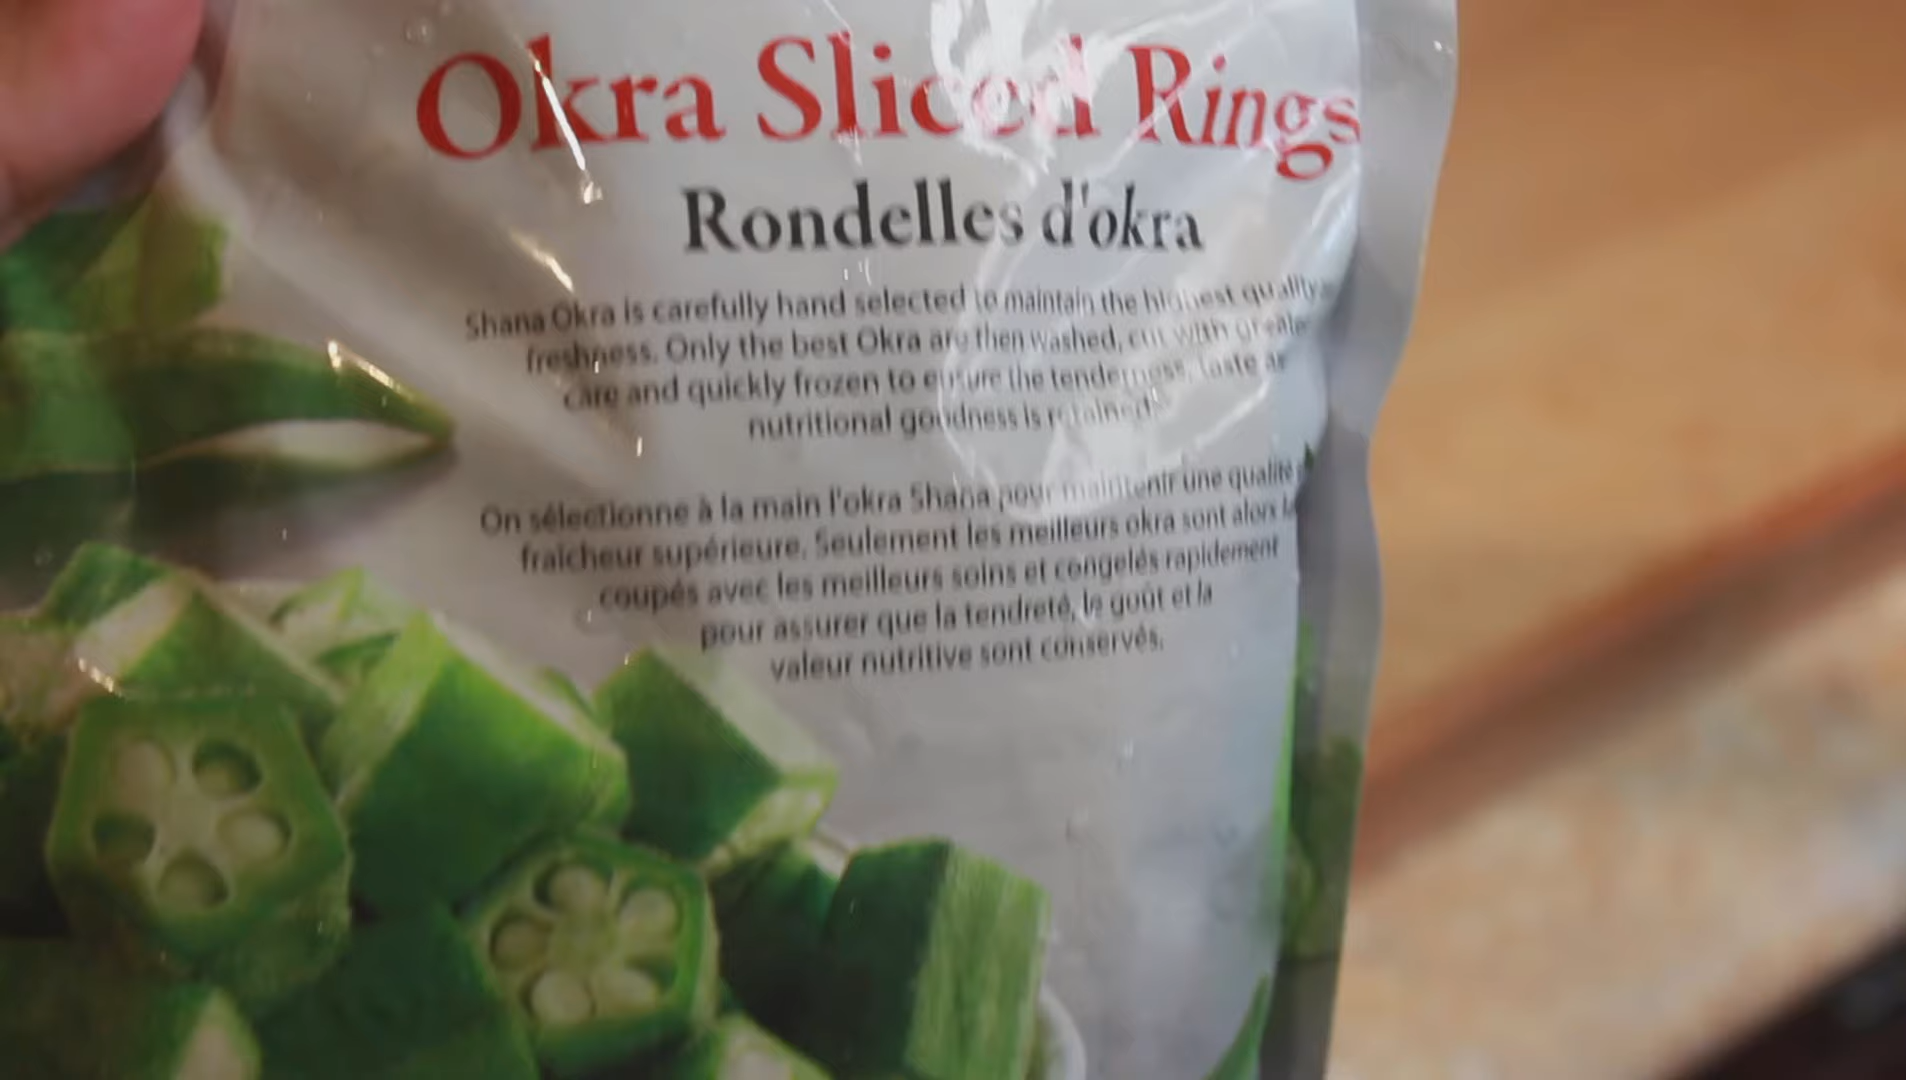 Okra Sliced Rings
Rondelles d'okra
Shana Okra is carefully hand selected to maintain the highest quality
freshness. Only the best Okra are then washed, cut with
care and quickly frozen to ensure the tenderness, taste
nutritional goodness is retained
On sélectionne à la main l'okra Shana pour maintenir une qualité
fraîcheur supérieure. Seulement les meilleurs okra sont alors
coupés avec les meilleurs soins et congelés rapidement
pour assurer que la tendreté, le goût et la
valeur nutritive sont conservés.